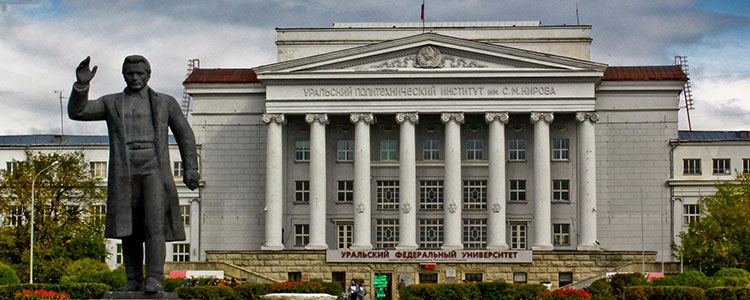 УРАЛЬСКИЙ ПОЛИТЕХНИЧЕСКИЙ ИНСТИТУТ ИМ. С.М.КИРОВА
УРАЛЬСКИЙ ФЕДЕРАЛЬНЫЙ УНИВЕРСИТЕТ